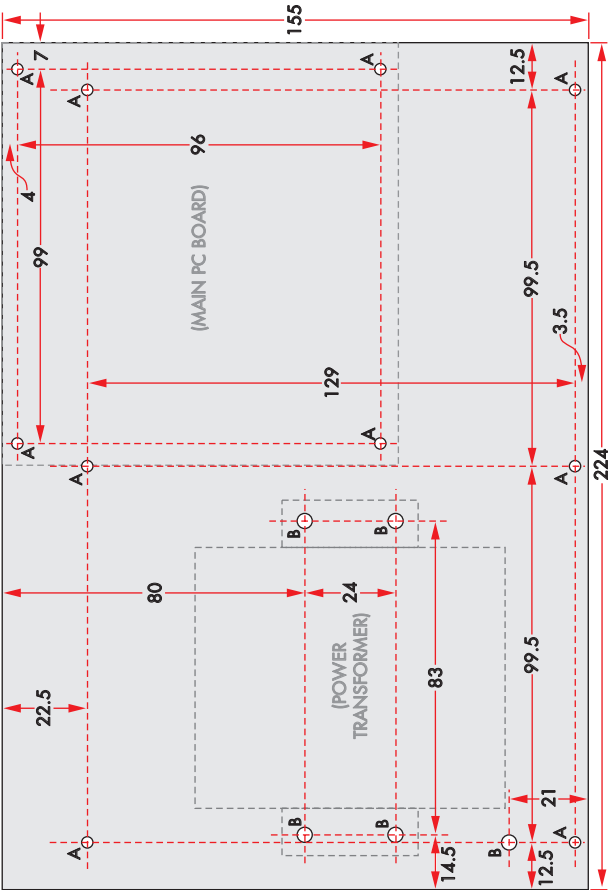 155
7
12.5
A
A
A
A
A
96
4
(MAIN PC BOARD)
99
99.5
3.5
129
A
A
A
A
224
B
B
80
24
(POWER
TRANSFORMER)
99.5
83
22.5
21
B
B
A
B
A
14.5
12.5